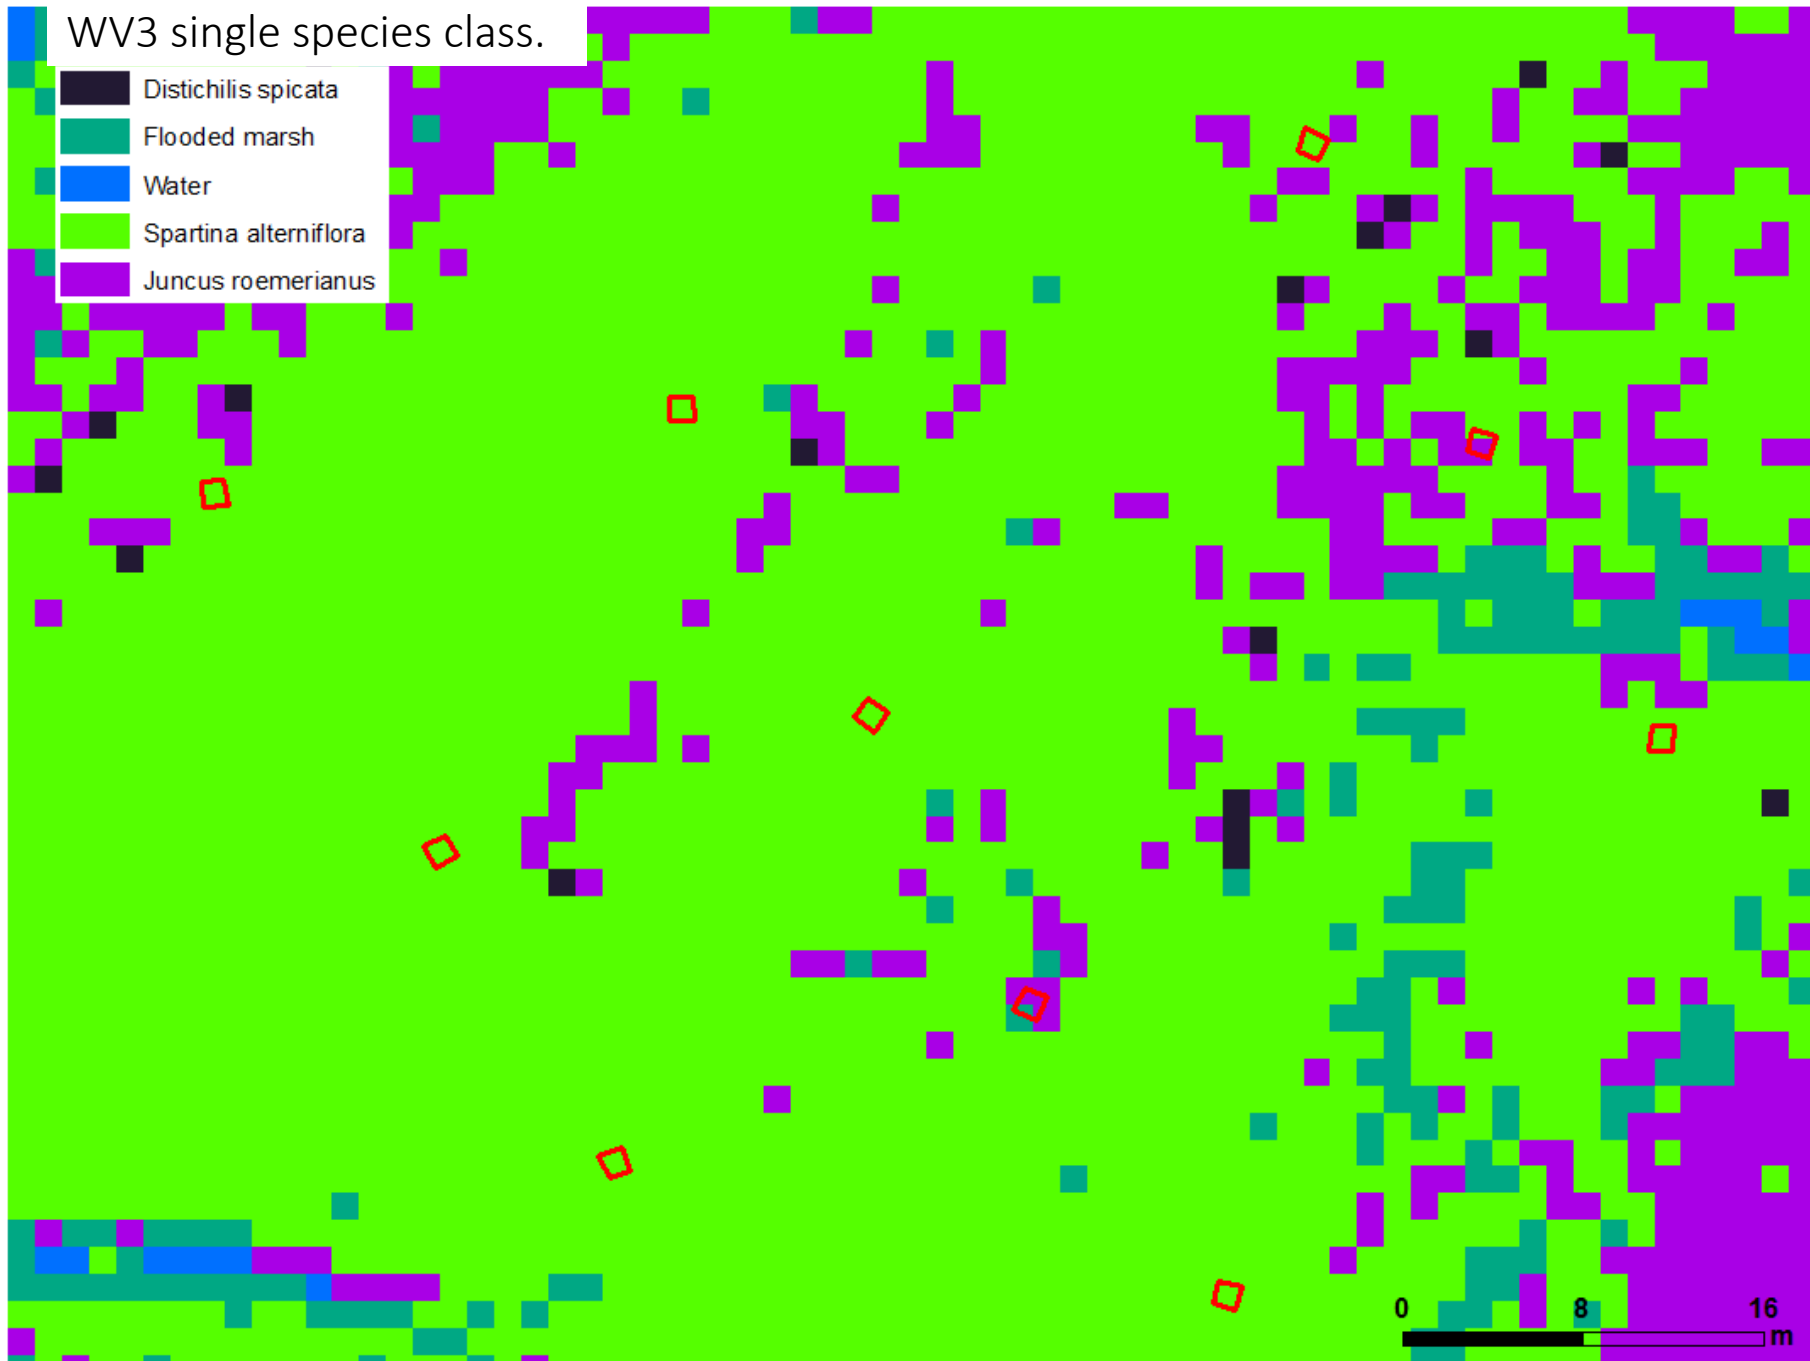 WV3 single species class.
Distichilis spicata
Flooded marsh
Water
Spartina alterniflora
Juncus roemerianus
0 8 16
m